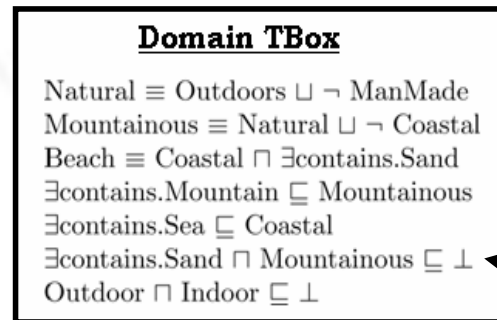 Domain TBox
Natural ≡ Outdoors ⊔ ¬ ManMade
Mountainous ≡ Natural ⊔ ¬ Coastal
Beach ≡ Coastal ⊓ ∃contains.Sand
∃contains.Mountain ⊑ Mountainous
∃contains.Sea ⊑ Coastal
∃contains.Sand ⊓ Mountainous ⊑ ⊥
Outdoor ⊓ Indoor ⊑ ⊥